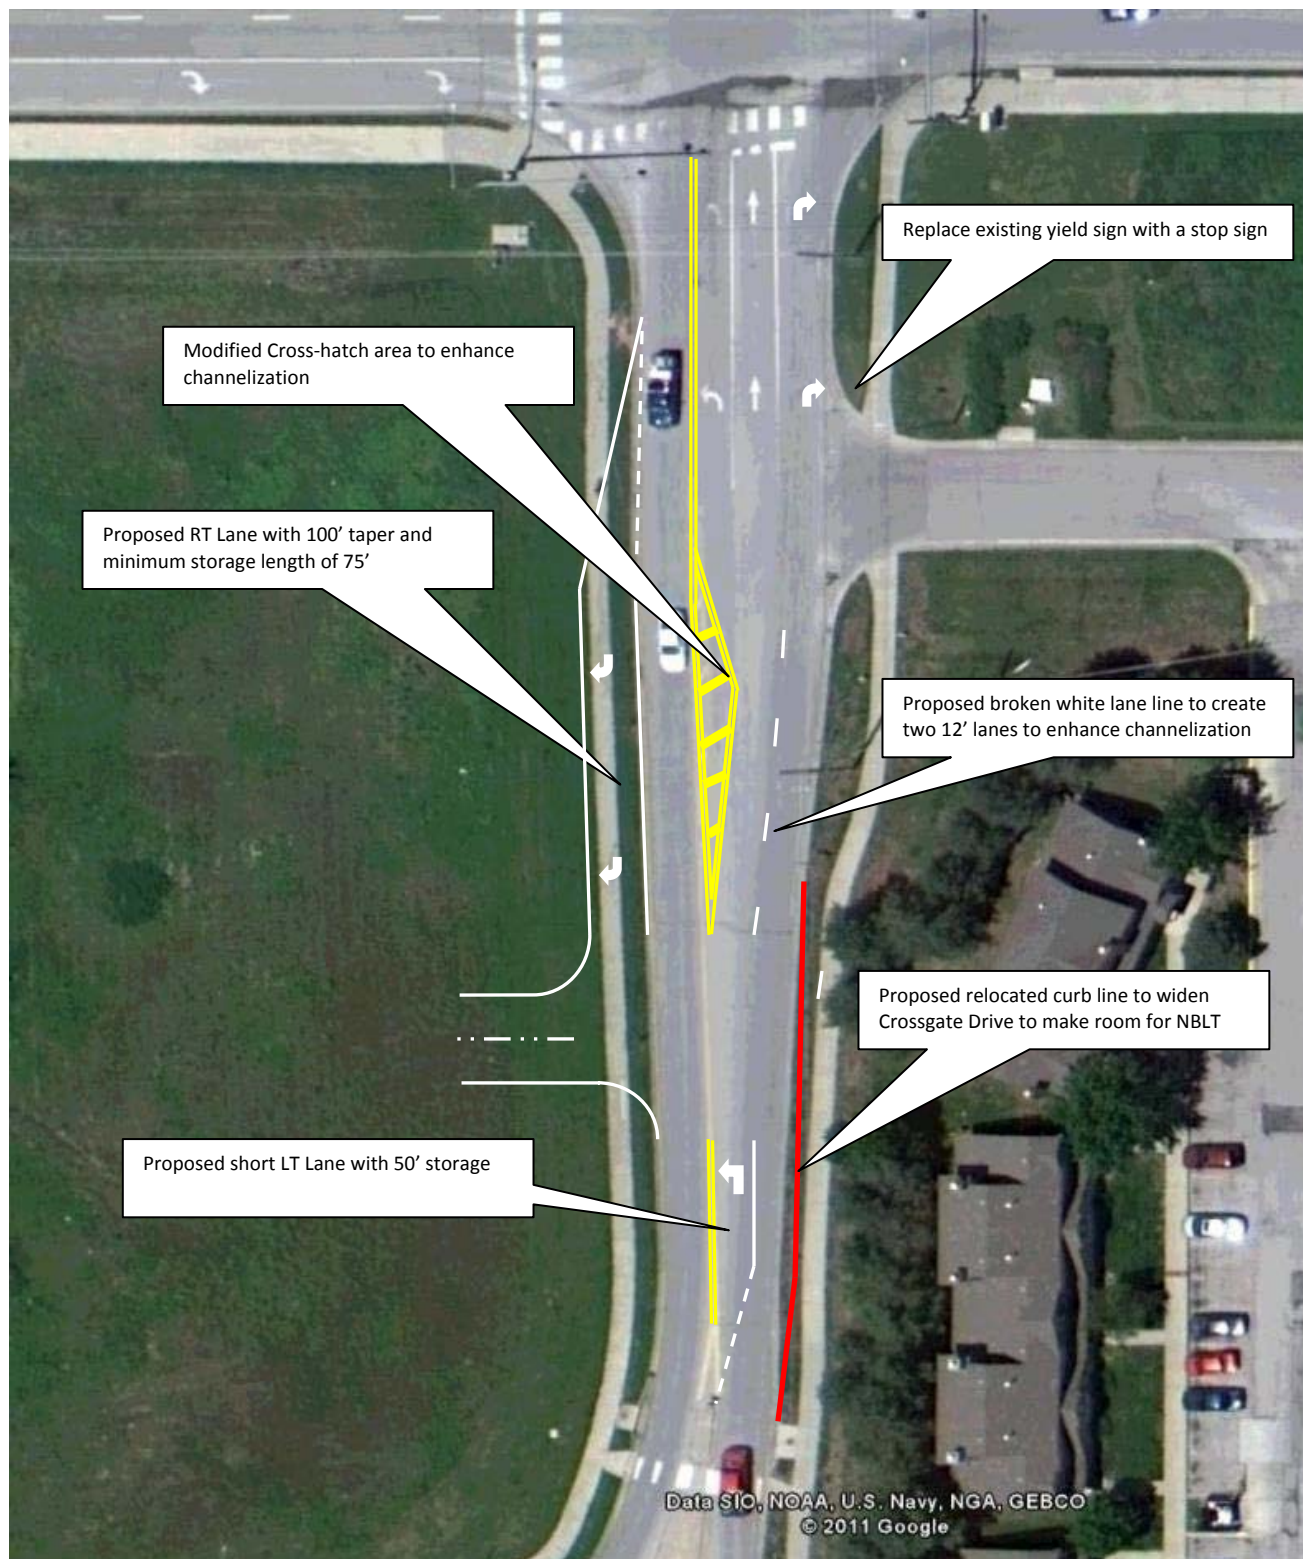 Replace existing yield sign with a stop sign
Modified Cross-hatch area to enhance
channelization
Proposed RT Lane with 100’ taper and
minimum storage length of 75’
Proposed broken white lane line to create
two 12’ lanes to enhance channelization
Proposed relocated curb line to widen
Crossgate Drive to make room for NBLT
Proposed short LT Lane with 50’ storage
Data SIO, NOAA, U.S. Navy, NGA, GEBCO
© 2011 Google